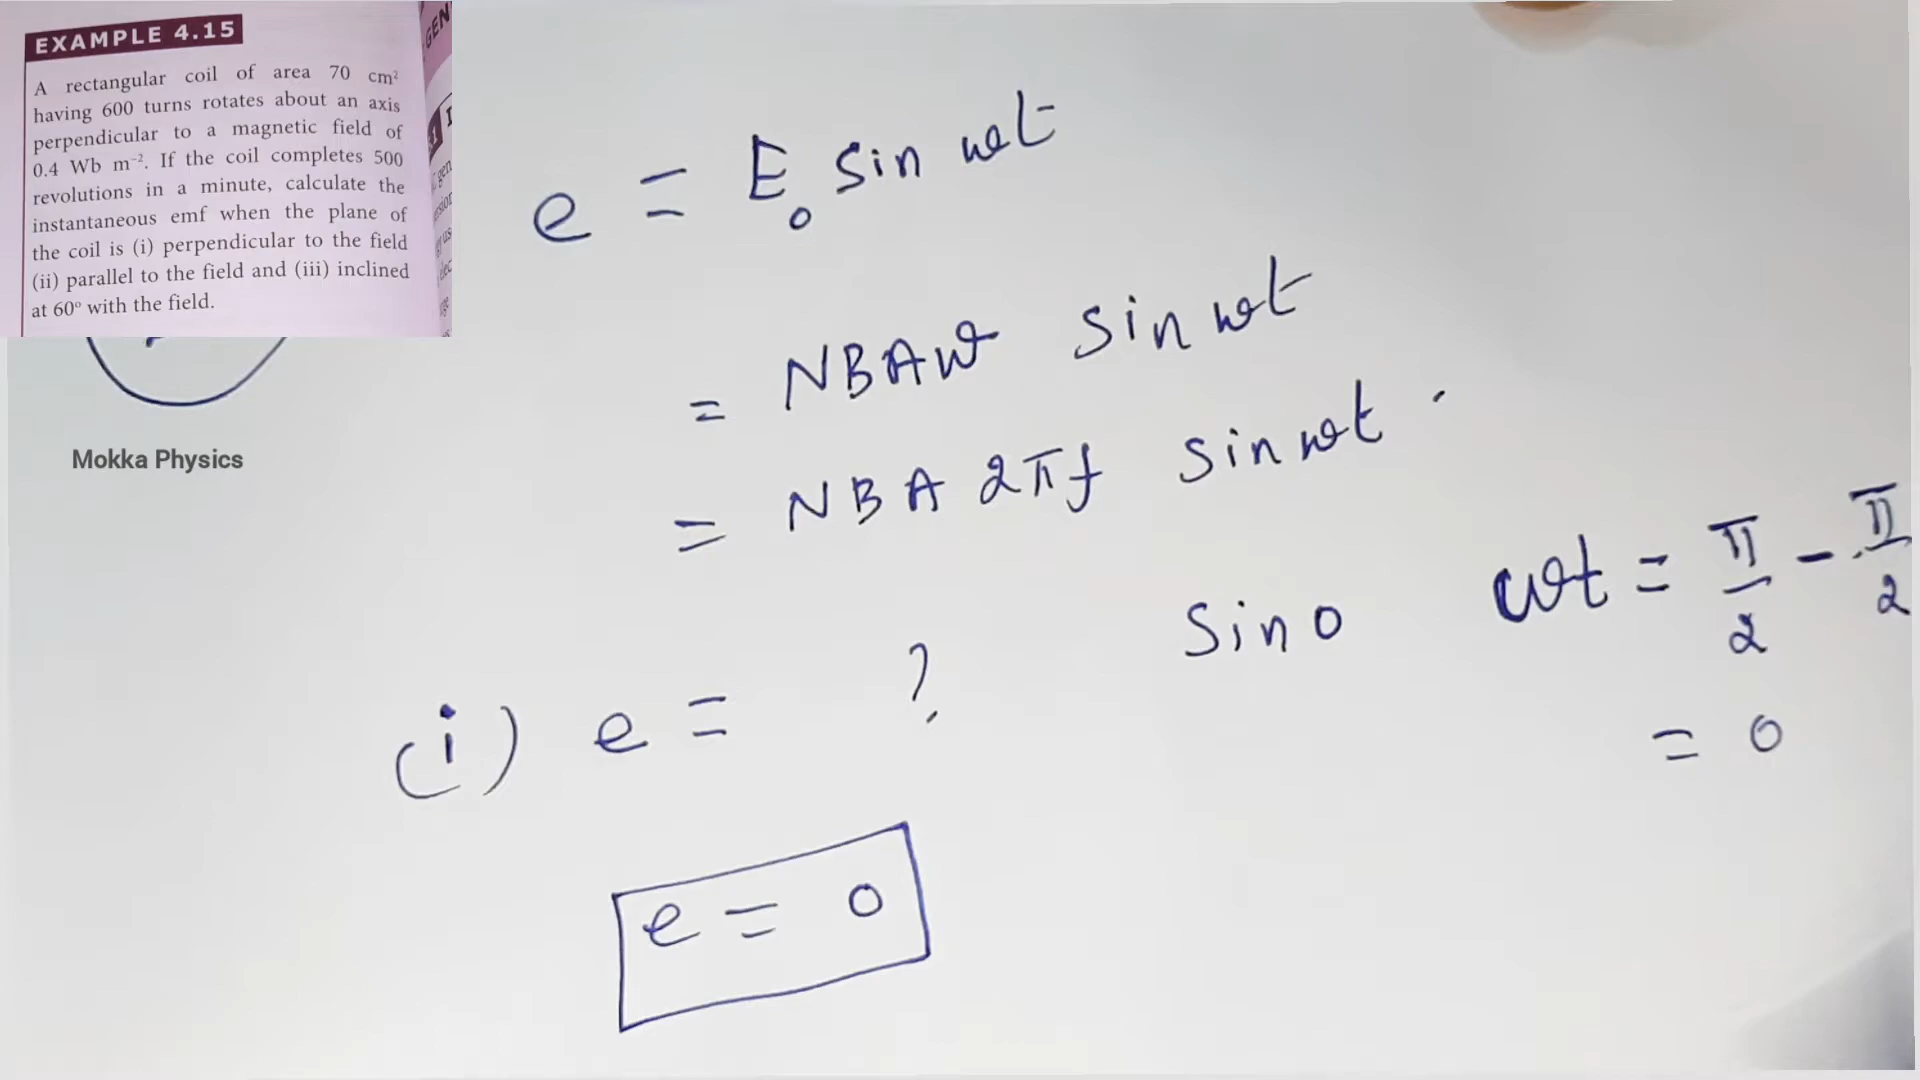 EXAMPLE 4.15
A rectangular coil of area 70 cm²
having 600 turns rotates about an axis
perpendicular to a magnetic field of
0.4 Wb m⁻². If the coil completes 500
revolutions in a minute, calculate the
instantaneous emf when the plane of
the coil is (i) perpendicular to the field
(ii) parallel to the field and (iii) inclined
at 60° with the field.
GEN
Mokka Physics
e = E₀ sin ωt
= NBAω sin ωt
= NBA 2πf sin ωt .
(i) e = ? Sin 0 ωt = π/2 - π/2
= 0
e = 0